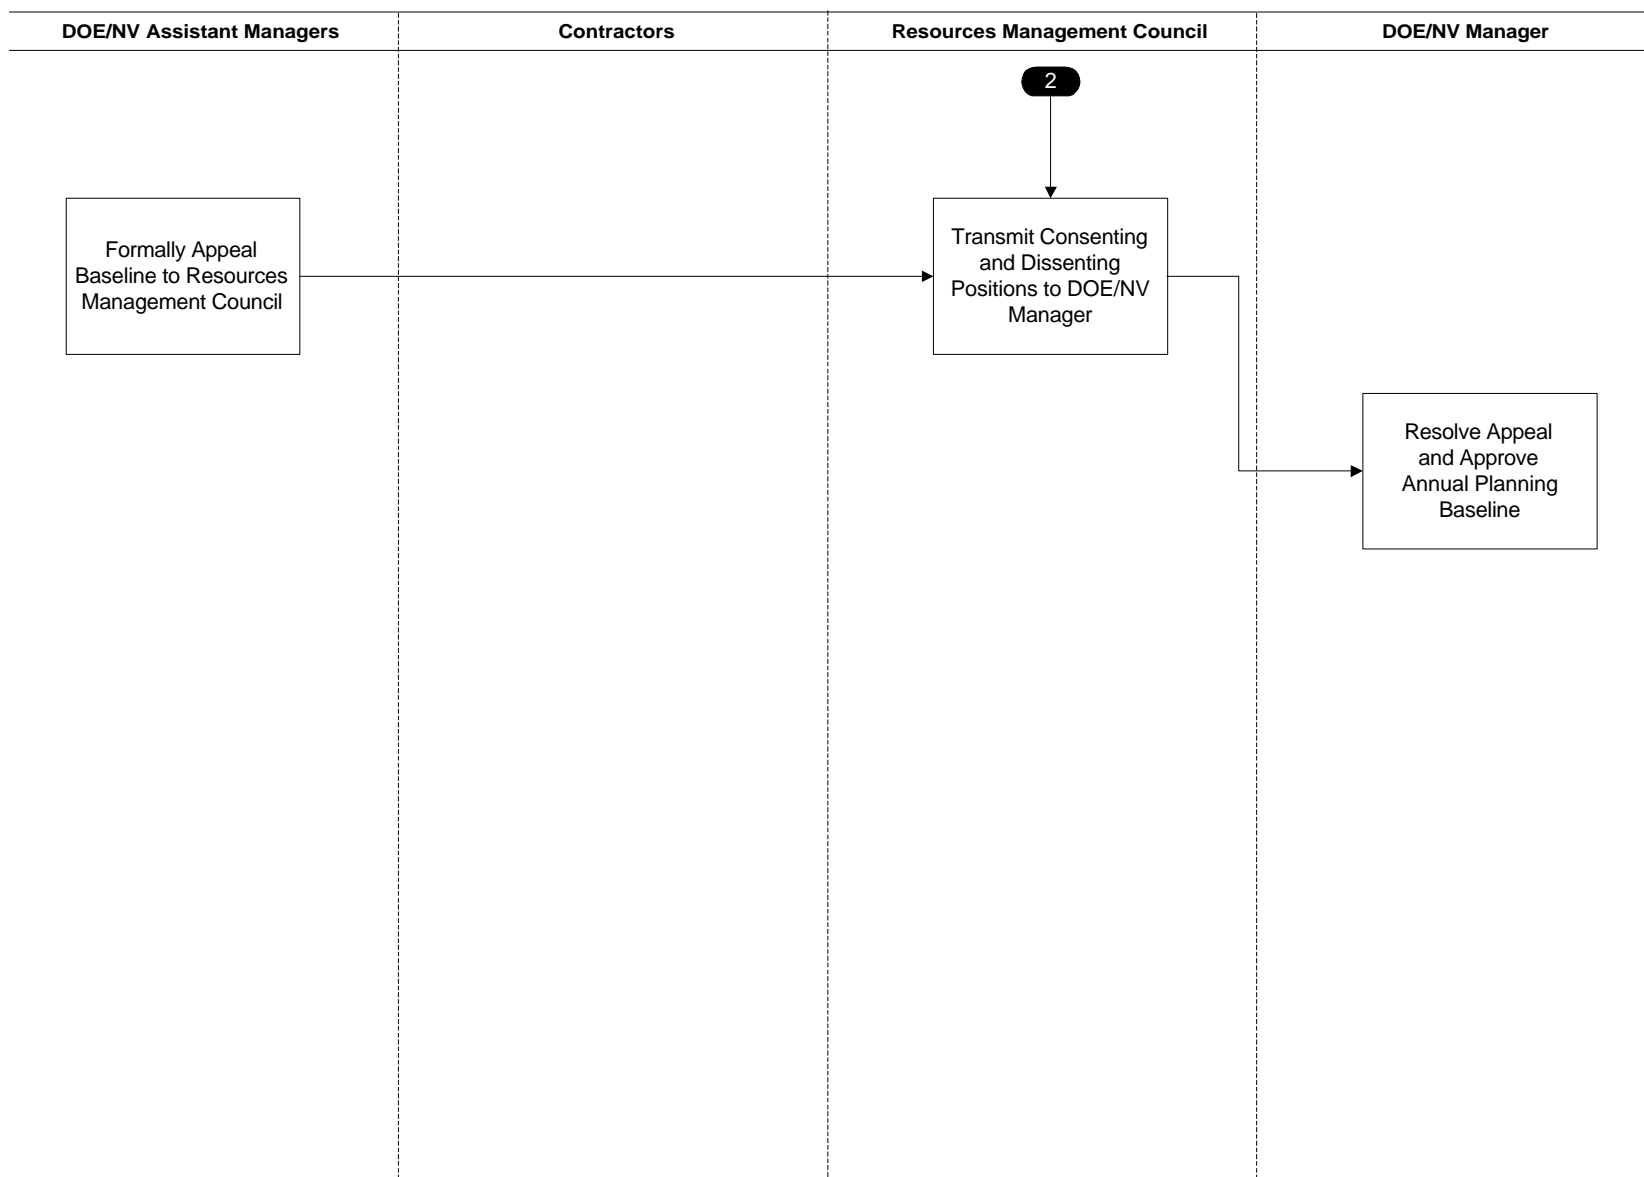 DOE/NV Assistant Managers
Contractors
Resources Management Council
DOE/NV Manager
2
Formally Appeal
Baseline to Resources
Management Council
Transmit Consenting
and Dissenting
Positions to DOE/NV
Manager
Resolve Appeal
and Approve
Annual Planning
Baseline